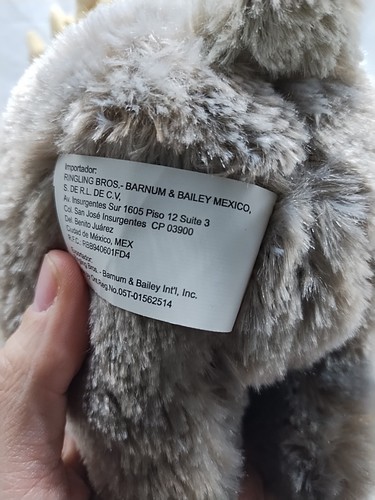 Importador:
RINGLING BROS.- BARNUM & BAILEY MEXICO,
S. DE R.L. DE C.V,
Av. Insurgentes Sur 1605 Piso 12 Suite 3
Col. San José Insurgentes CP 03900
Del. Benito Juárez
Ciudad de México, MEX
R.F.C. RBB940601FD4
Exportador:
Bros. - Barnum & Bailey Int'l, Inc.
Reg.No.05T-01562514